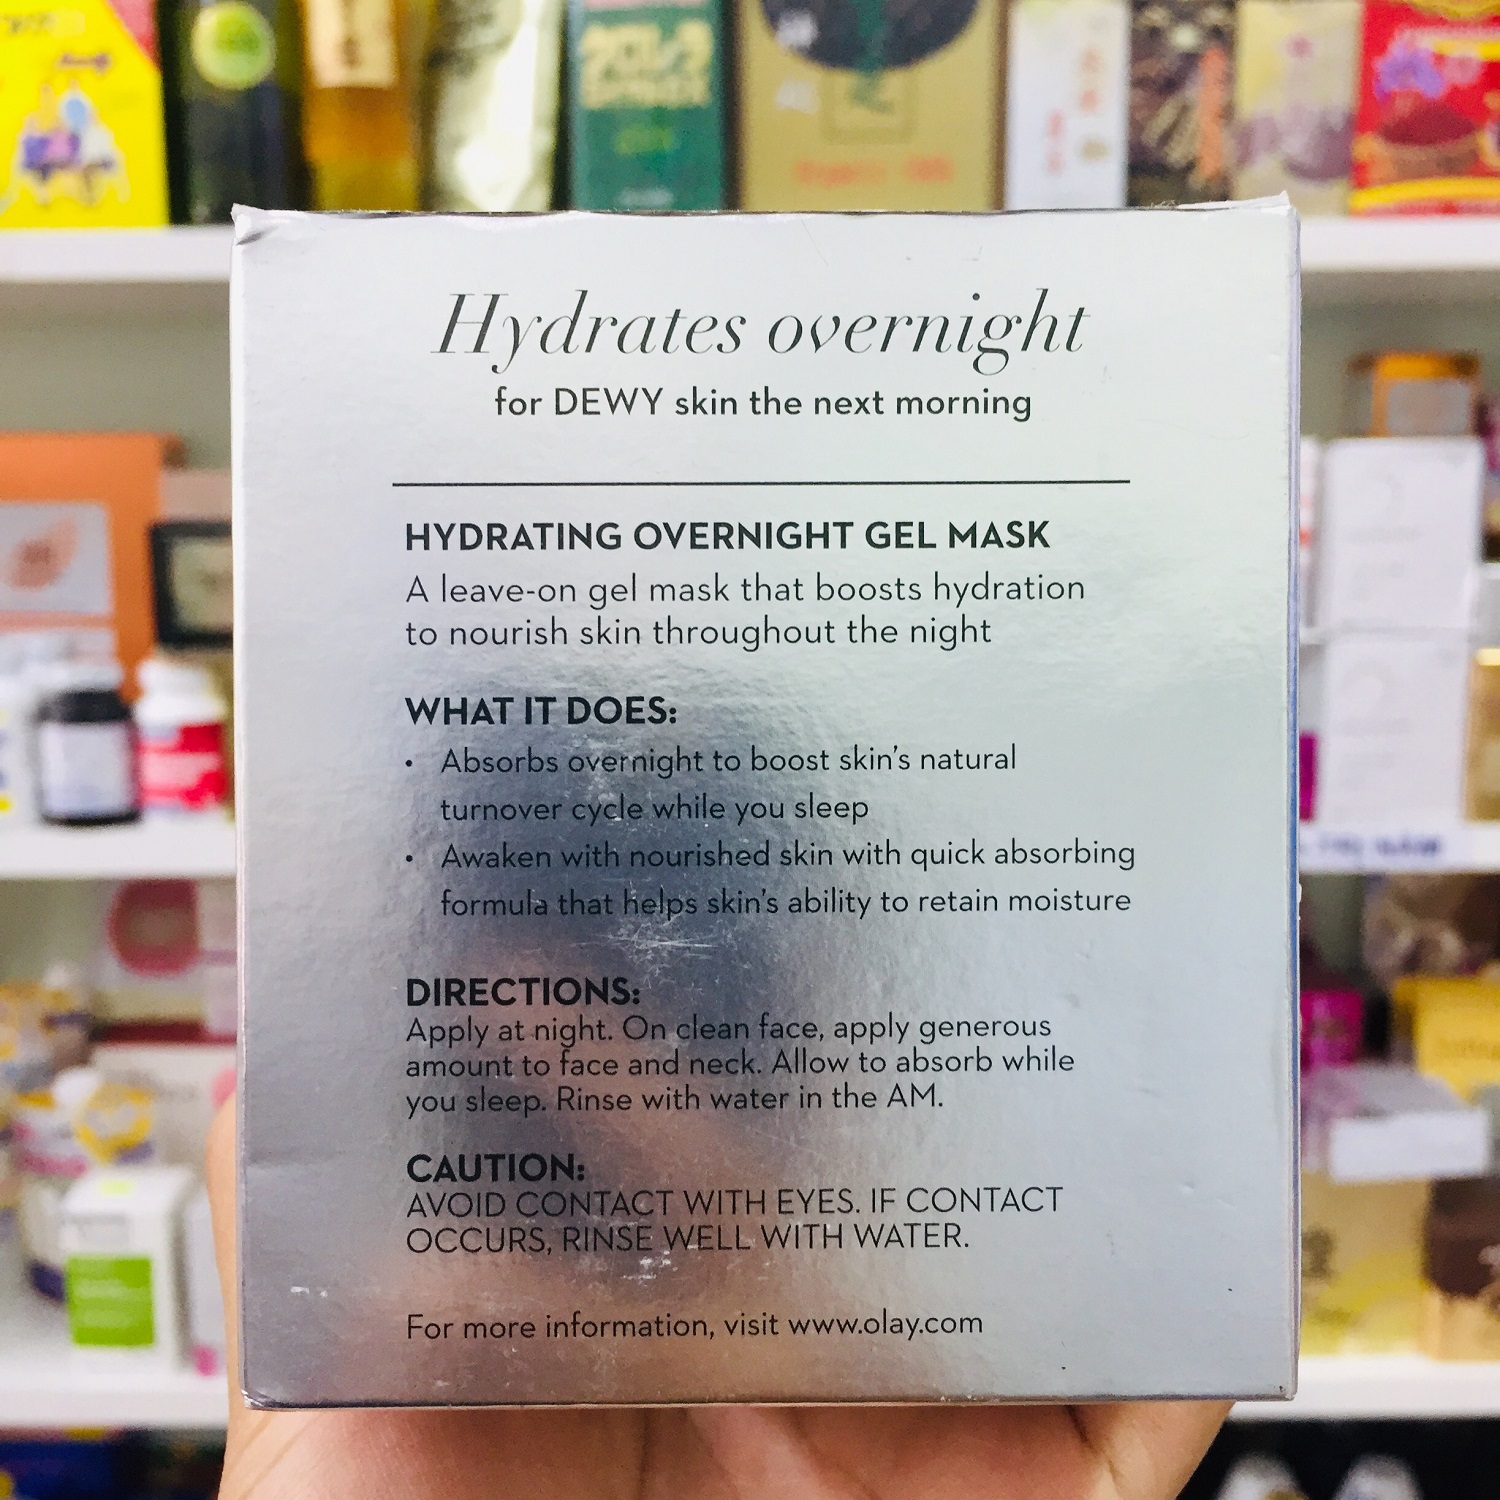 Hydrates overnight
for DEWY skin the next morning
HYDRATING OVERNIGHT GEL MASK
A leave-on gel mask that boosts hydration
to nourish skin throughout the night
WHAT IT DOES:
• Absorbs overnight to boost skin's natural
turnover cycle while you sleep
• Awaken with nourished skin with quick absorbing
formula that helps skin's ability to retain moisture
DIRECTIONS:
Apply at night. On clean face, apply generous
amount to face and neck. Allow to absorb while
you sleep. Rinse with water in the AM.
CAUTION:
AVOID CONTACT WITH EYES. IF CONTACT
OCCURS, RINSE WELL WITH WATER.
For more information, visit www.olay.com